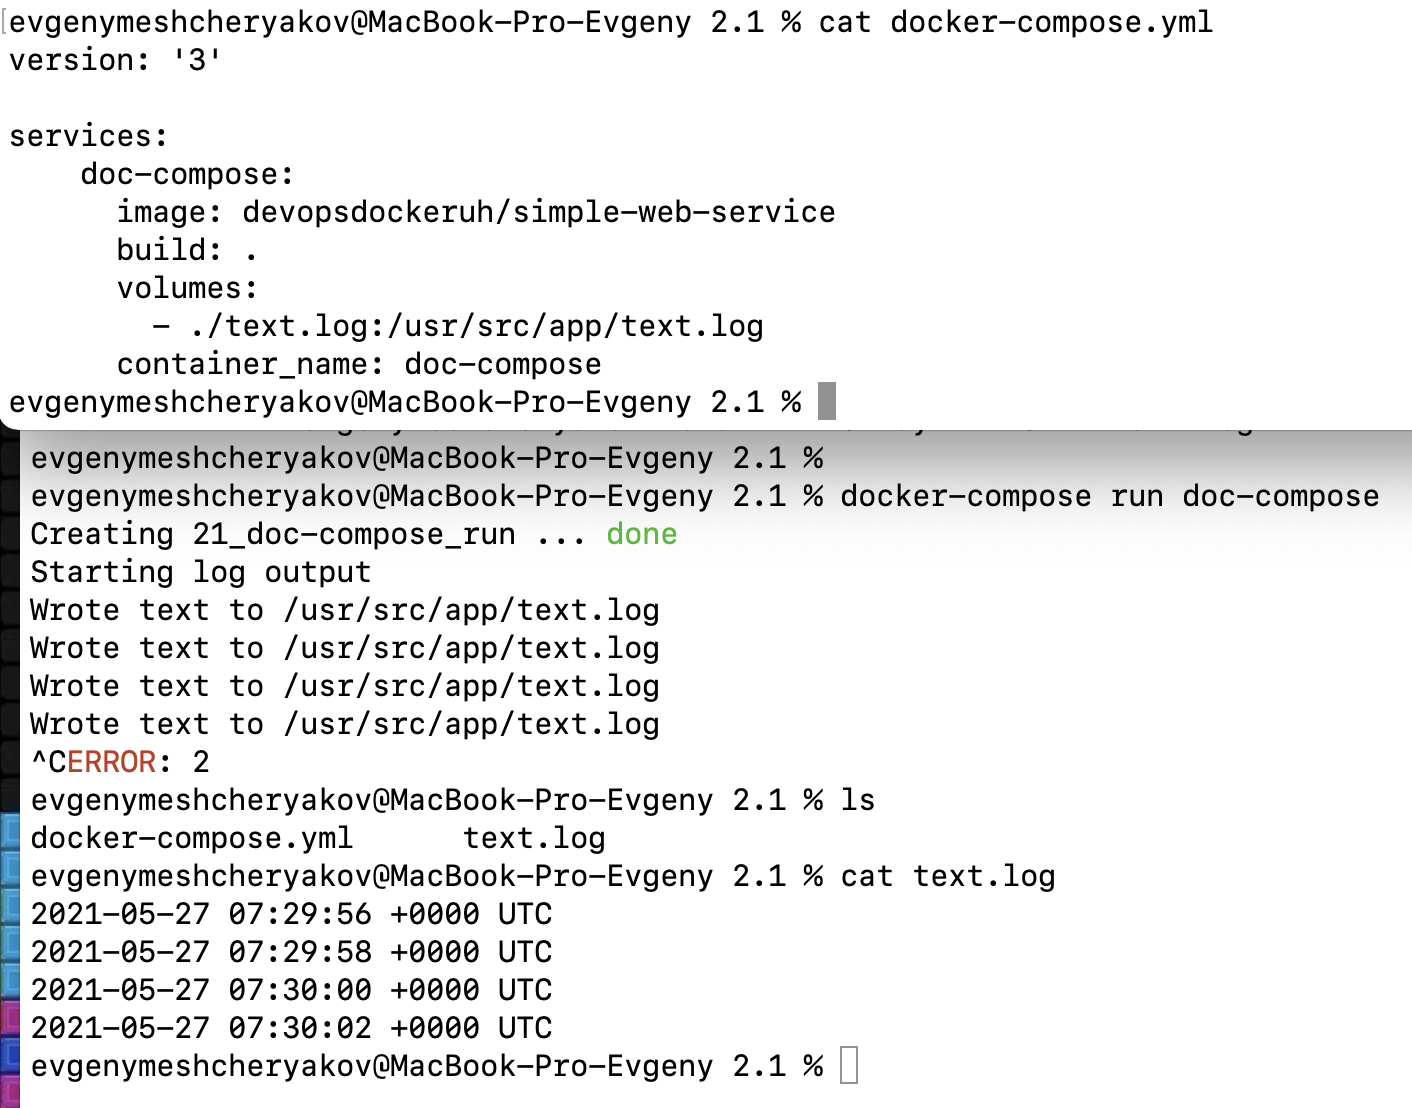 evgenymeshcheryakov@MacBook-Pro-Evgeny 2.1 % cat docker-compose.yml
version: '3'
services:
    doc-compose:
      image: devopsdockeruh/simple-web-service
      build: .
      volumes:
        - ./text.log:/usr/src/app/text.log
      container_name: doc-compose
evgenymeshcheryakov@MacBook-Pro-Evgeny 2.1 %
evgenymeshcheryakov@MacBook-Pro-Evgeny 2.1 %
evgenymeshcheryakov@MacBook-Pro-Evgeny 2.1 % docker-compose run doc-compose
Creating 21_doc-compose_run ... done
Starting log output
Wrote text to /usr/src/app/text.log
Wrote text to /usr/src/app/text.log
Wrote text to /usr/src/app/text.log
Wrote text to /usr/src/app/text.log
^CERROR: 2
evgenymeshcheryakov@MacBook-Pro-Evgeny 2.1 % ls
docker-compose.yml      text.log
evgenymeshcheryakov@MacBook-Pro-Evgeny 2.1 % cat text.log
2021-05-27 07:29:56 +0000 UTC
2021-05-27 07:29:58 +0000 UTC
2021-05-27 07:30:00 +0000 UTC
2021-05-27 07:30:02 +0000 UTC
evgenymeshcheryakov@MacBook-Pro-Evgeny 2.1 %